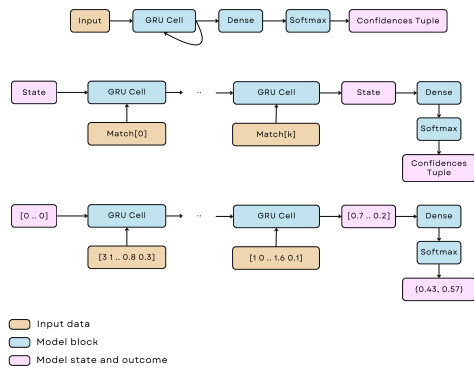 Input
GRU Cell
Dense
Softmax
Confidences Tuple
State
GRU Cell
..
GRU Cell
State
Dense
Match[0]
Match[k]
Softmax
Confidences
Tuple
[0 .. 0]
GRU Cell
..
GRU Cell
[0.7 .. 0.2]
Dense
[3 1 .. 0.8 0.3]
[1 0 .. 1.6 0.1]
Softmax
(0.43, 0.57)
Input data
Model block
Model state and outcome